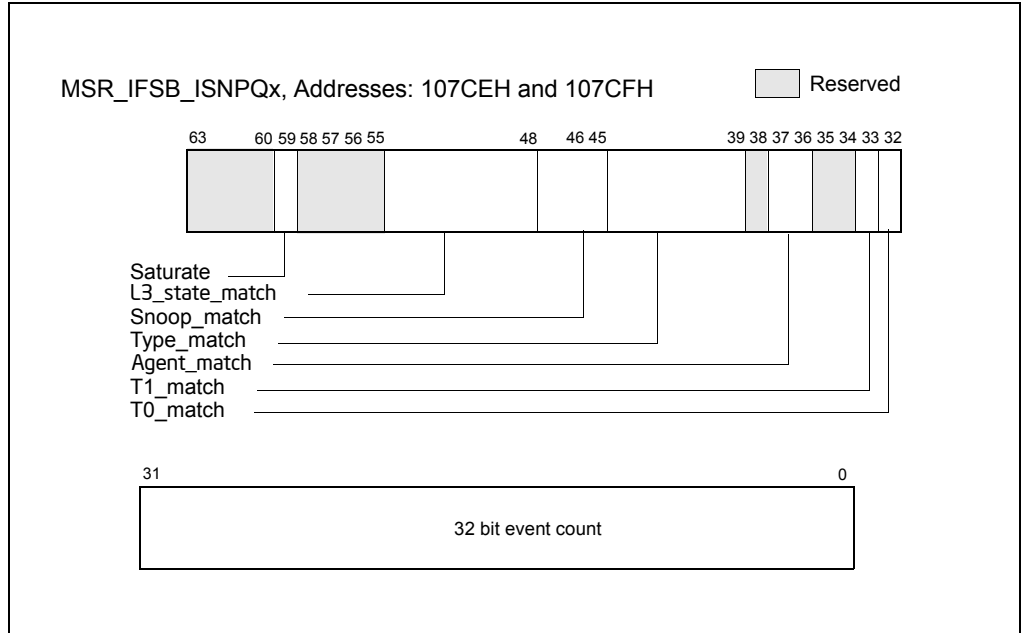 MSR_IFSB_ISNPQx, Addresses: 107CEH and 107CFH
Reserved
63 60 59 58 57 56 55 48 46 45 39 38 37 36 35 34 33 32
Saturate
L3_state_match
Snoop_match
Type_match
Agent_match
T1_match
T0_match
31 0
32 bit event count